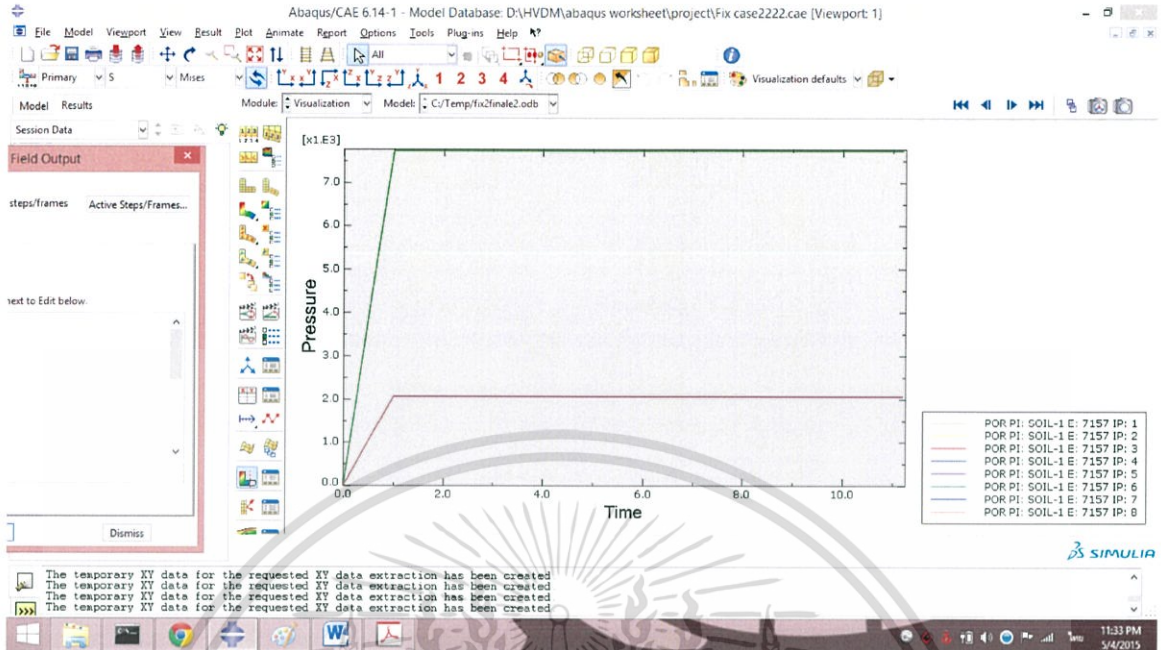 Abaqus/CAE 6.14-1 - Model Database: D:\HVDM\abaqus worksheet\project\Fix case2222.cae [Viewport: 1]
File Model Viewport View Result Plot Animate Report Options Tools Plug-ins Help
All
Primary S Mises 1 2 3 4 Visualization defaults
Model Results Module: Visualization Model: C:/Temp/fix2finale2.odb
Session Data
Field Output
steps/frames Active Steps/Frames...
next to Edit below.
Dismiss
[x1.E3]
7.0
6.0
5.0
4.0
3.0
2.0
1.0
0.0
Pressure
0.0 2.0 4.0 6.0 8.0 10.0
Time
POR PI: SOIL-1 E: 7157 IP: 1
POR PI: SOIL-1 E: 7157 IP: 2
POR PI: SOIL-1 E: 7157 IP: 3
POR PI: SOIL-1 E: 7157 IP: 4
POR PI: SOIL-1 E: 7157 IP: 5
POR PI: SOIL-1 E: 7157 IP: 6
POR PI: SOIL-1 E: 7157 IP: 7
POR PI: SOIL-1 E: 7157 IP: 8
SIMULIA
The temporary XY data for the requested XY data extraction has been created
The temporary XY data for the requested XY data extraction has been created
The temporary XY data for the requested XY data extraction has been created
The temporary XY data for the requested XY data extraction has been created
11:33 PM
5/4/2015